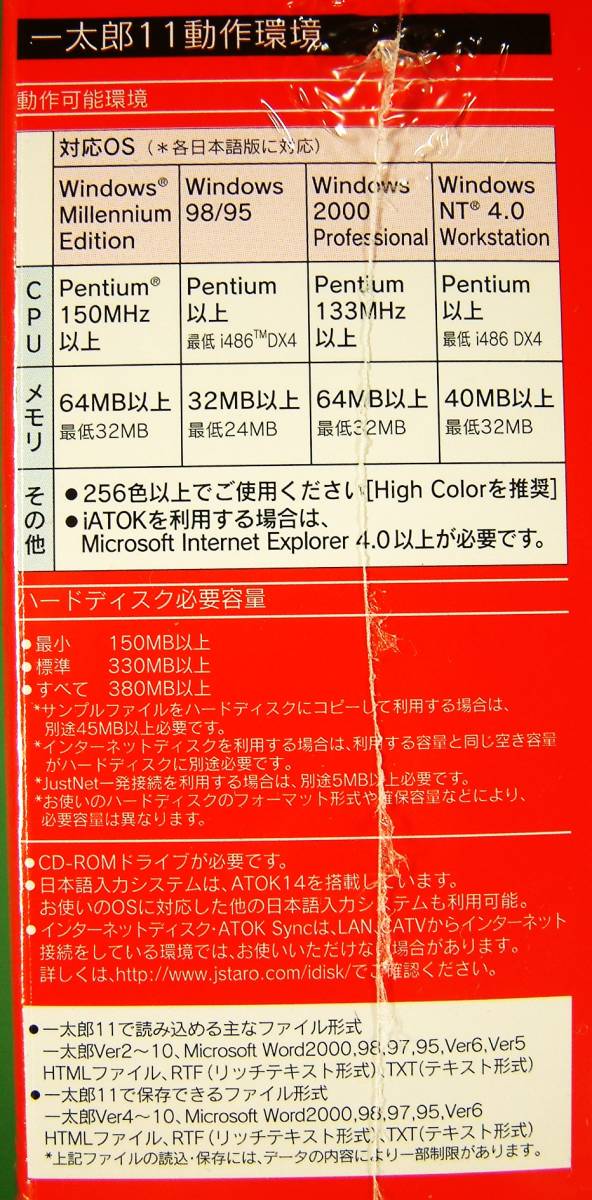 一太郎11動作環境
動作可能環境
対応OS（＊各日本語版に対応）
Windows® Millennium Edition
Windows 98/95
Windows 2000 Professional
Windows NT® 4.0 Workstation
CPU
Pentium® 150MHz 以上
Pentium 以上 最低 i486™DX4
Pentium 133MHz 以上
Pentium 以上 最低 i486 DX4
メモリ
64MB以上 最低32MB
32MB以上 最低24MB
64MB以上 最低32MB
40MB以上 最低32MB
その他
●256色以上でご使用ください[High Colorを推奨]
●iATOKを利用する場合は、
Microsoft Internet Explorer 4.0以上が必要です。
ハードディスク必要容量
●最小 150MB以上
●標準 330MB以上
●すべて 380MB以上
*サンプルファイルをハードディスクにコピーして利用する場合は、
別途45MB以上必要です。
*インターネットディスクを利用する場合は、利用する容量と同じ空き容量
がハードディスクに別途必要です。
*JustNet一発接続を利用する場合は、別途5MB以上必要です。
*お使いのハードディスクのフォーマット形式や確保容量などにより、
必要容量は異なります。
●CD-ROMドライブが必要です。
●日本語入力システムは、ATOK14を搭載しています。
お使いのOSに対応した他の日本語入力システムも利用可能。
●インターネットディスク・ATOK Syncは、LAN、CATVからインターネット
接続をしている環境では、お使いいただけない場合があります。
詳しくは、http://www.jstaro.com/idisk/でご確認ください。
●一太郎11で読み込める主なファイル形式
一太郎Ver2～10、Microsoft Word2000,98,97,95,Ver6,Ver5
HTMLファイル、RTF（リッチテキスト形式）、TXT(テキスト形式)
●一太郎11で保存できるファイル形式
一太郎Ver4～10、Microsoft Word2000,98,97,95,Ver6
HTMLファイル、RTF（リッチテキスト形式）、TXT(テキスト形式)
*上記ファイルの読込・保存には、データの内容により一部制限があります。